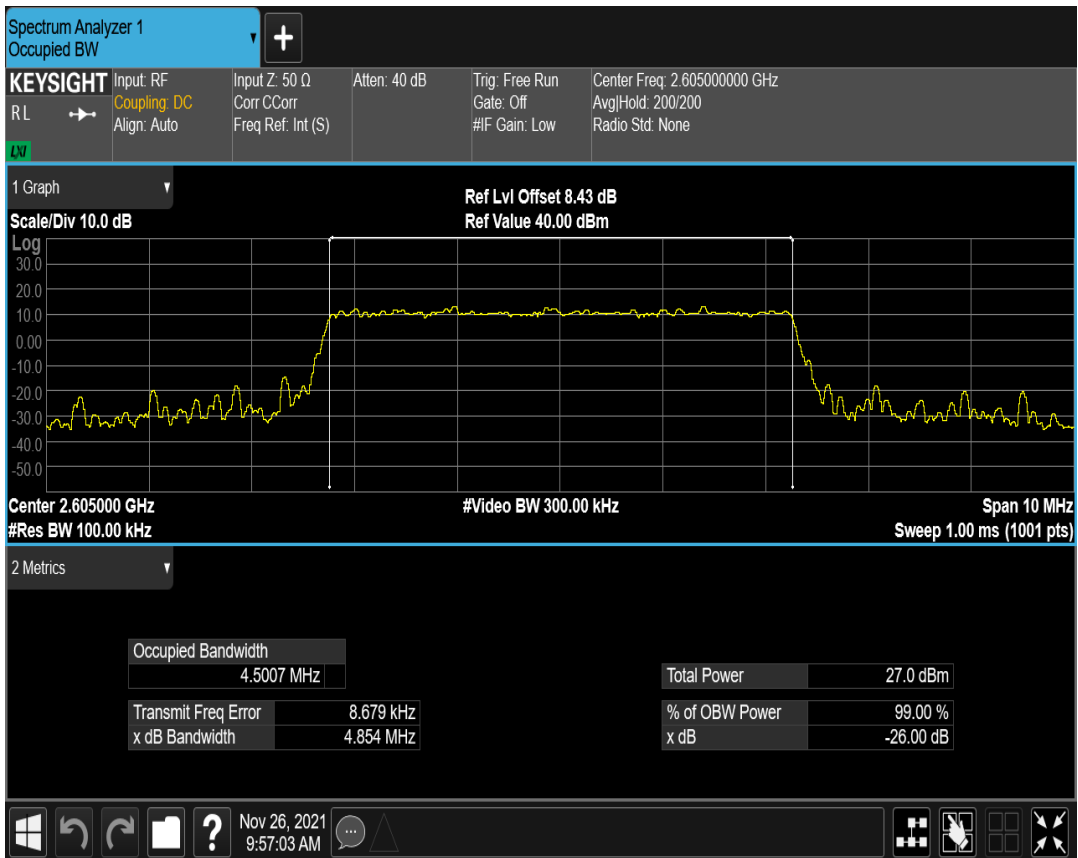 Spectrum Analyzer 1
Occupied BW
KEYSIGHT
R L
LXI
Input: RF
Coupling: DC
Align: Auto
Input Z: 50 Ω
Corr CCorr
Freq Ref: Int (S)
Atten: 40 dB
Trig: Free Run
Gate: Off
#IF Gain: Low
Center Freq: 2.605000000 GHz
Avg|Hold: 200/200
Radio Std: None
1 Graph
Scale/Div 10.0 dB
Ref Lvl Offset 8.43 dB
Ref Value 40.00 dBm
Log
30.0
20.0
10.0
0.00
-10.0
-20.0
-30.0
-40.0
-50.0
Center 2.605000 GHz
#Res BW 100.00 kHz
#Video BW 300.00 kHz
Span 10 MHz
Sweep 1.00 ms (1001 pts)
2 Metrics
Occupied Bandwidth
4.5007 MHz
Transmit Freq Error 8.679 kHz
x dB Bandwidth 4.854 MHz
Total Power 27.0 dBm
% of OBW Power 99.00 %
x dB -26.00 dB
?
Nov 26, 2021
9:57:03 AM